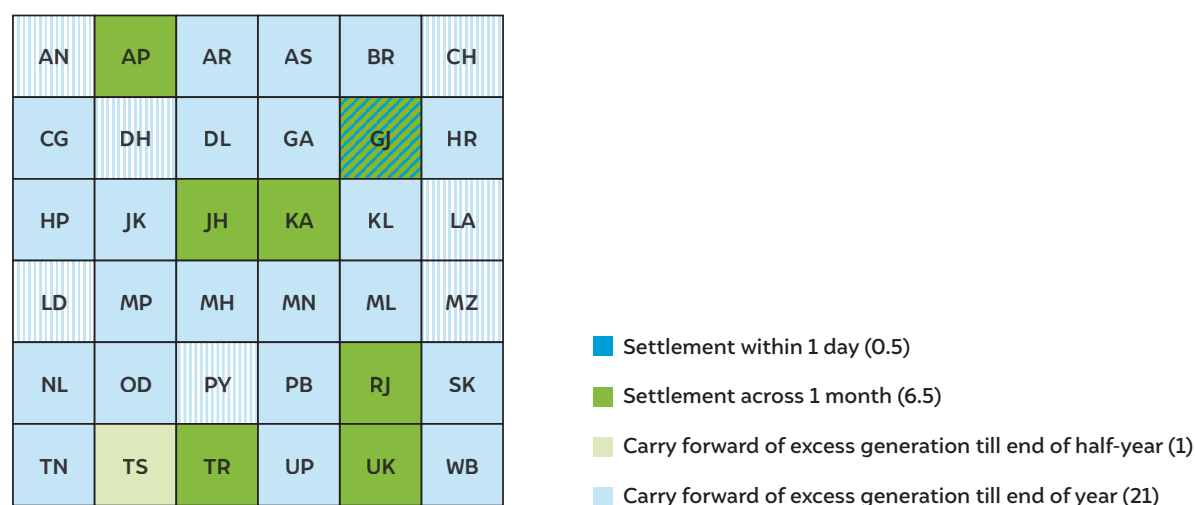 AN AP AR AS BR CH
CG DH DL GA GJ HR
HP JK JH KA KL LA
LD MP MH MN ML MZ
NL OD PY PB RJ SK
TN TS TR UP UK WB
Settlement within 1 day (0.5)
Settlement across 1 month (6.5)
Carry forward of excess generation till end of half-year (1)
Carry forward of excess generation till end of year (21)